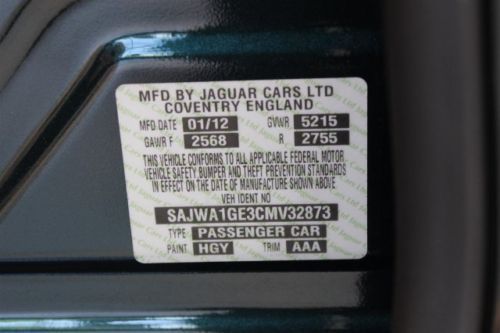 MFD BY JAGUAR CARS LTD
COVENTRY ENGLAND
MFD DATE 01/12 GVWR 5215
GAWR F 2568 R 2755
THIS VEHICLE CONFORMS TO ALL APPLICABLE FEDERAL MOTOR
VEHICLE SAFETY BUMPER AND THEFT PREVENTION STANDARDS
IN EFFECT ON THE DATE OF MANUFACTURE SHOWN ABOVE.
VEH IDENT NO
SAJWA1GE3CMV32873
TYPE PASSENGER CAR
PAINT HGY TRIM AAA